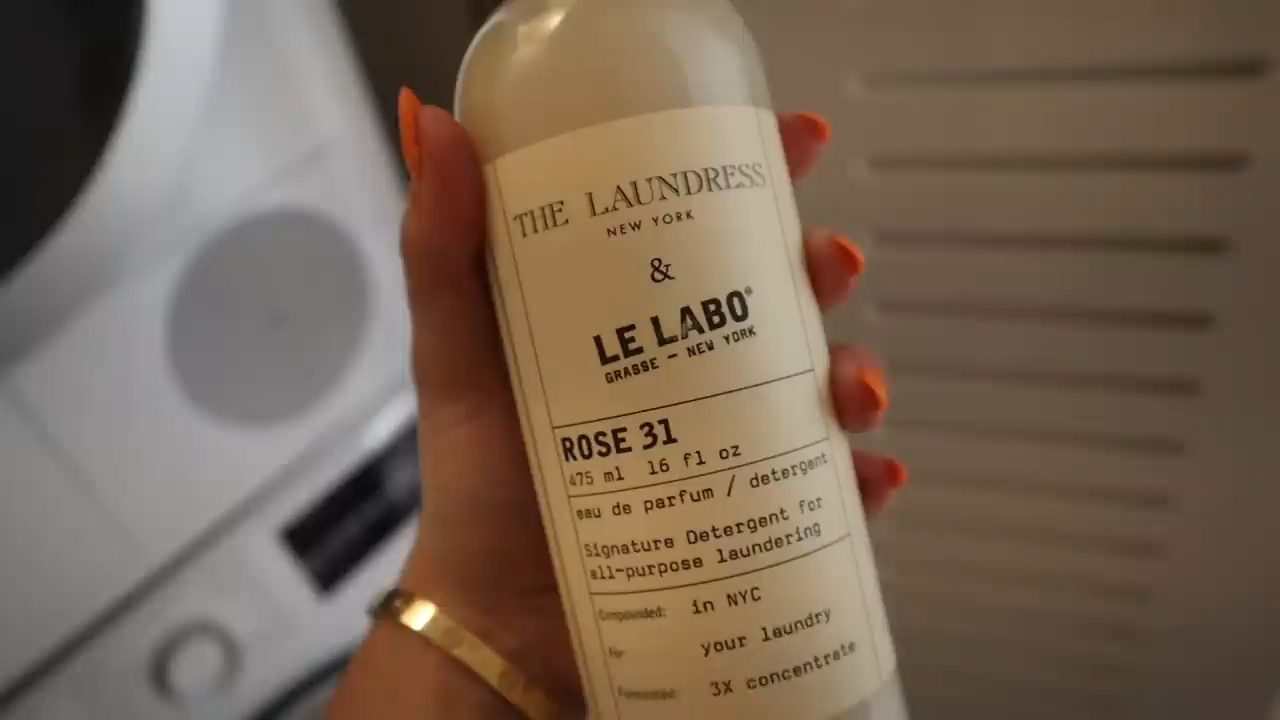 THE LAUNDRESS
NEW YORK
&
LE LABO®
GRASSE — NEW YORK
ROSE 31
475 ml 16 fl oz
eau de parfum / detergent
Signature Detergent for
all-purpose laundering
Compounded: in NYC
For your laundry
Formulated: 3X concentrate